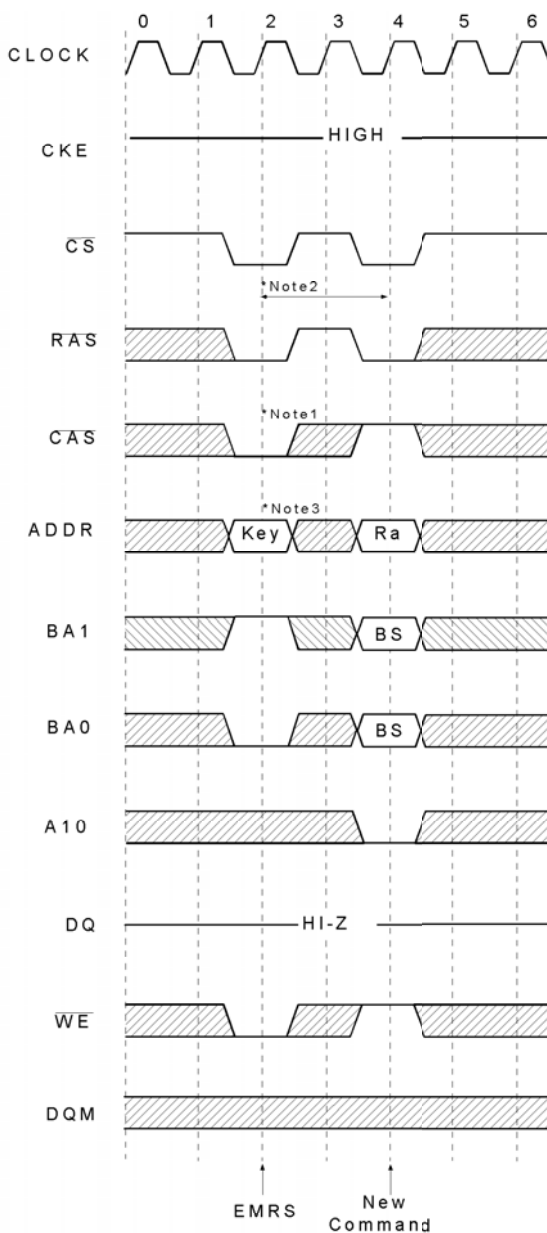 0 1 2 3 4 5 6
CLOCK
CKE HIGH
CS
*Note2
RAS
*Note1
CAS
*Note3
ADDR Key Ra
BA1 BS
BA0 BS
A10
DQ HI-Z
WE
DQM
EMRS New
Command